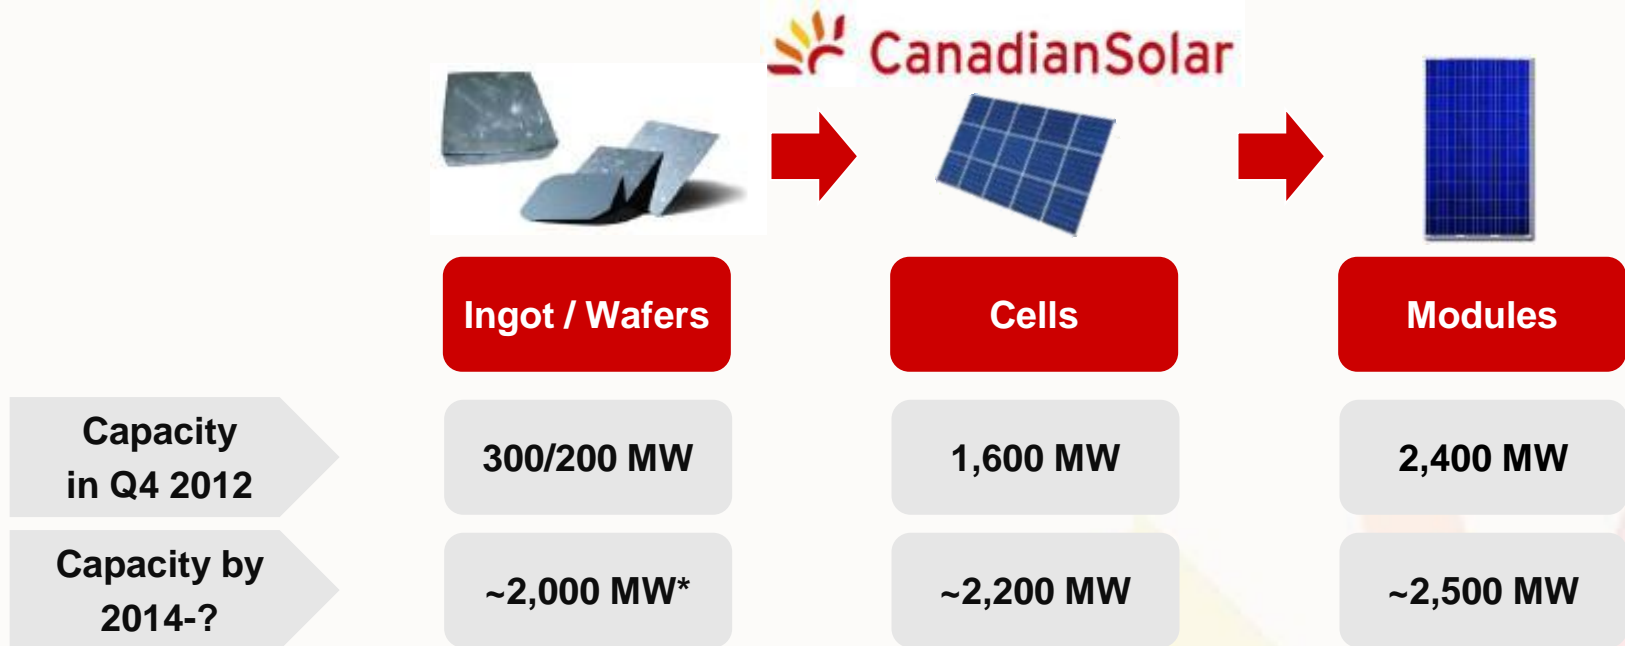 CanadianSolar
Ingot / Wafers
Cells
Modules
Capacity
in Q4 2012
300/200 MW
1,600 MW
2,400 MW
Capacity by
2014-?
~2,000 MW*
~2,200 MW
~2,500 MW